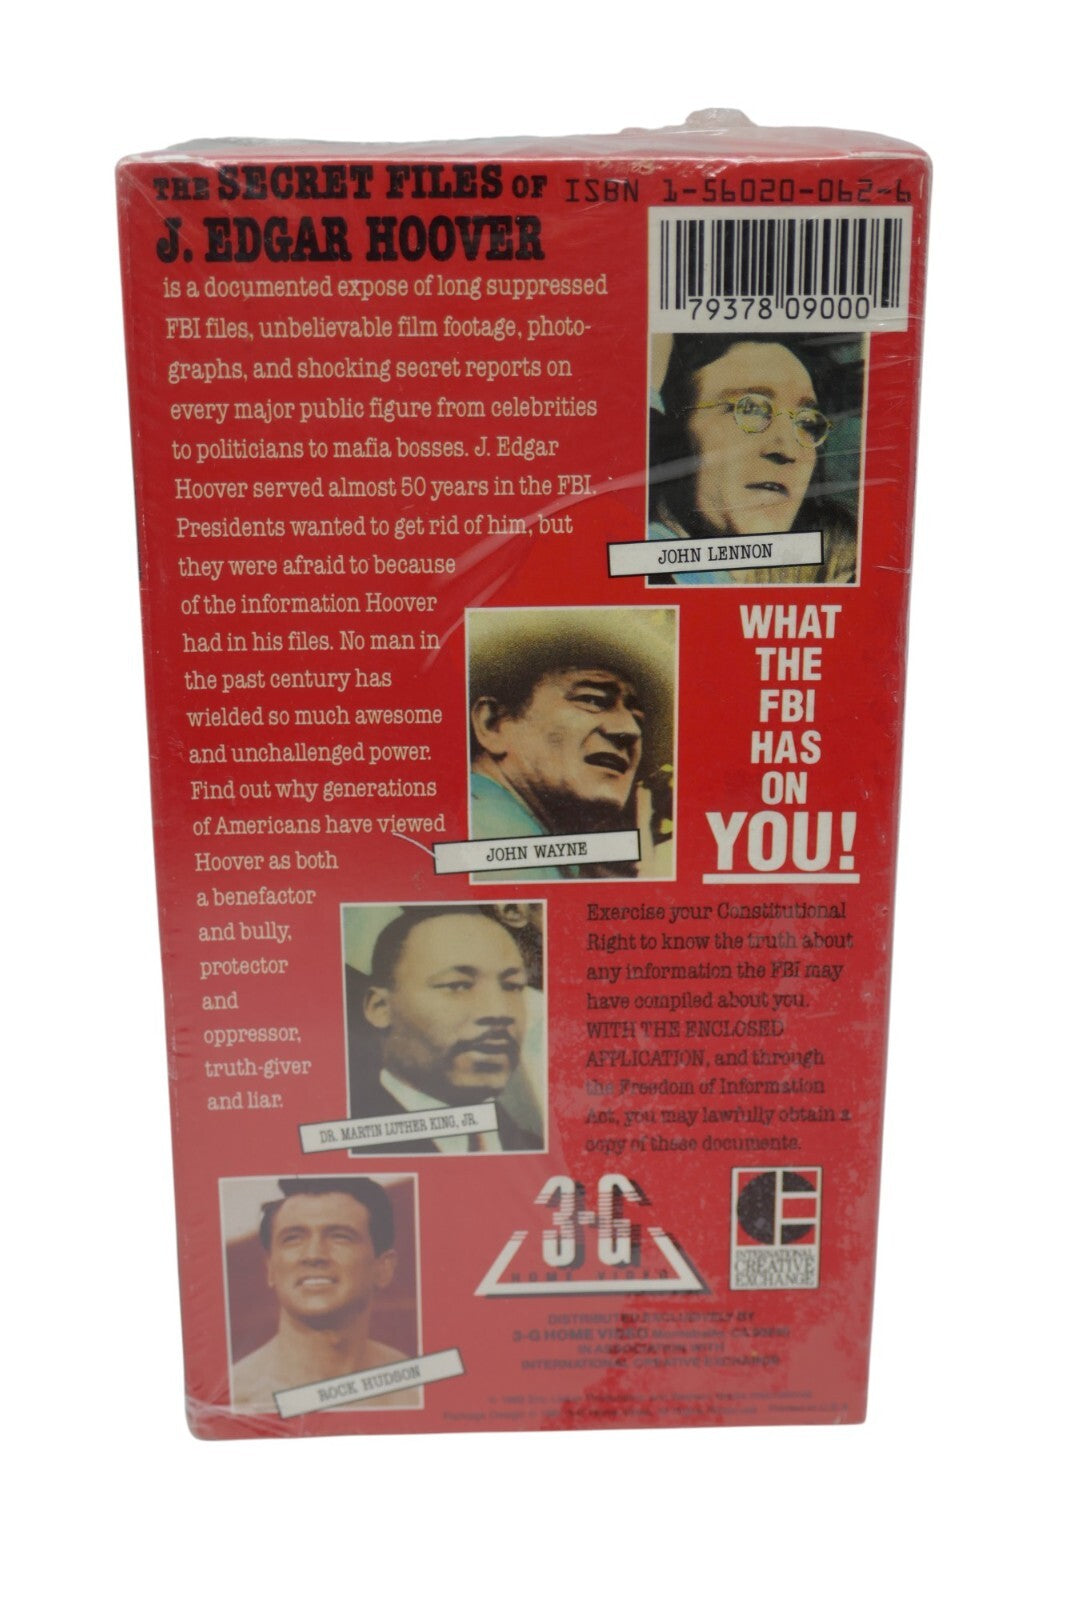 THE SECRET FILES OF
J. EDGAR HOOVER
is a documented expose of long suppressed
FBI files, unbelievable film footage, photo-
graphs, and shocking secret reports on
every major public figure from celebrities
to politicians to mafia bosses. J. Edgar
Hoover served almost 50 years in the FBI.
Presidents wanted to get rid of him, but
they were afraid to because
of the information Hoover
had in his files. No man in
the past century has
wielded so much awesome
and unchallenged power.
Find out why generations
of Americans have viewed
Hoover as both
a benefactor
and bully,
protector
and
oppressor,
truth-giver
and liar.
ISBN 1-56020-062-6
79378 09000
JOHN LENNON
JOHN WAYNE
DR. MARTIN LUTHER KING, JR.
ROCK HUDSON
WHAT
THE
FBI
HAS
ON
YOU!
Exercise your Constitutional
Right to know the truth about
any information the FBI may
have compiled about you.
WITH THE ENCLOSED
APPLICATION, and through
the Freedom of Information
Act, you may lawfully obtain a
copy of these documents.
3-G
HOME VIDEO
INTERNATIONAL
CREATIVE
EXCHANGE
DISTRIBUTED EXCLUSIVELY BY
3-G HOME VIDEO
IN ASSOCIATION WITH
INTERNATIONAL CREATIVE EXCHANGE
Package Design
Printed in U.S.A.